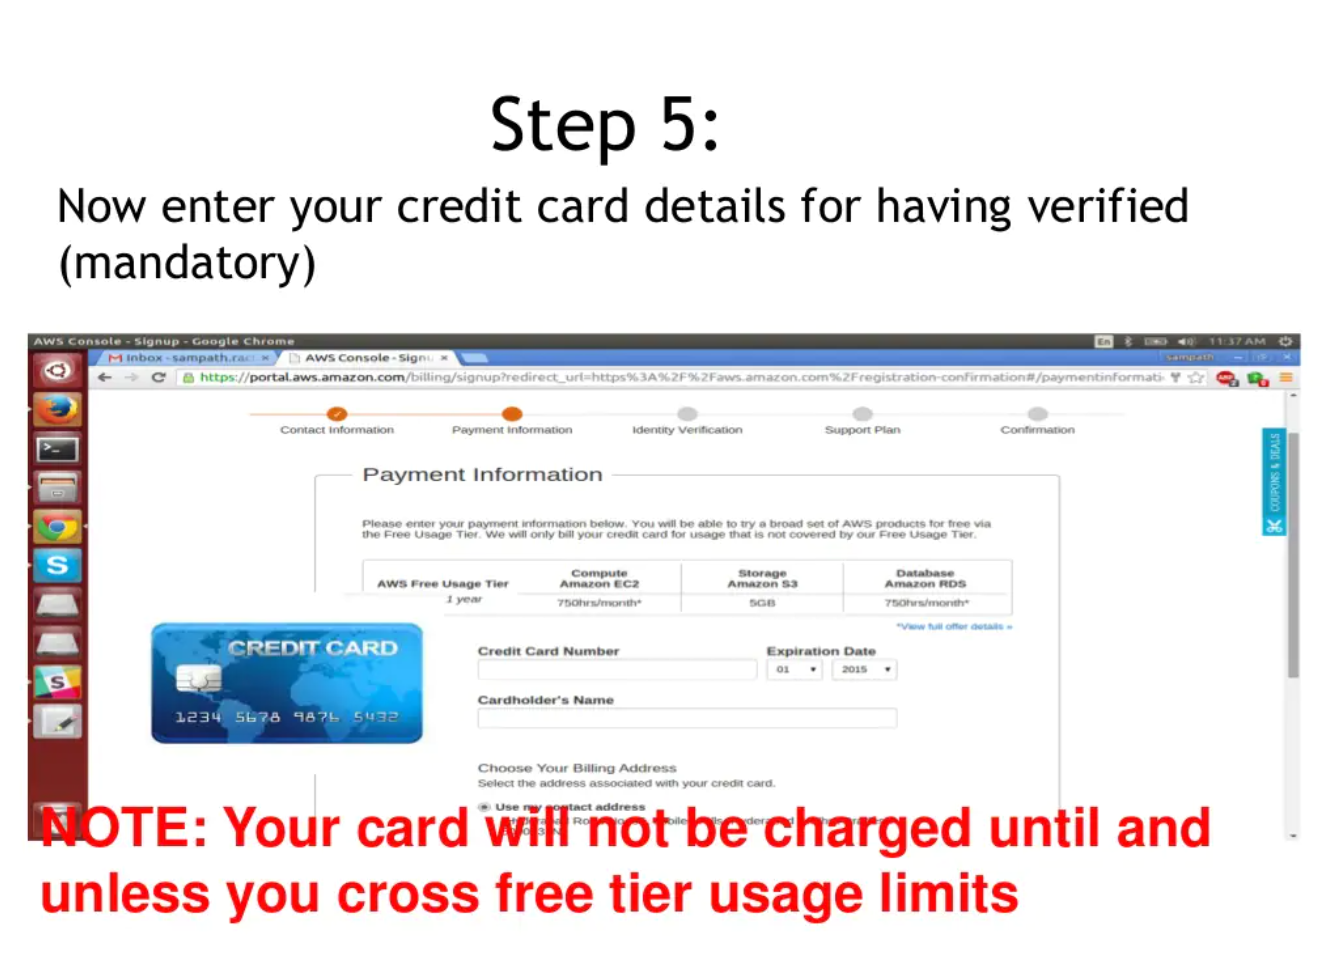 Step 5:
Now enter your credit card details for having verified
(mandatory)
AWS Console - Signup - Google Chrome
En
11:37 AM
Inbox - sampath.rac
AWS Console - Signu
sampath
https://portal.aws.amazon.com/billing/signup?redirect_url=https%3A%2F%2Faws.amazon.com%2Fregistration-confirmation#/paymentinformati
Contact Information
Payment Information
Identity Verification
Support Plan
Confirmation
COUPONS & DEALS
Payment Information
Please enter your payment information below. You will be able to try a broad set of AWS products for free via
the Free Usage Tier. We will only bill your credit card for usage that is not covered by our Free Usage Tier.
AWS Free Usage Tier
Compute
Amazon EC2
Storage
Amazon S3
Database
Amazon RDS
1 year
750hrs/month*
5GB
750hrs/month*
*View full offer details »
CREDIT CARD
1234 5678 9876 5432
Credit Card Number
Expiration Date
01
2015
Cardholder's Name
Choose Your Billing Address
Select the address associated with your credit card.
Use my contact address
NOTE: Your card will not be charged until and
unless you cross free tier usage limits